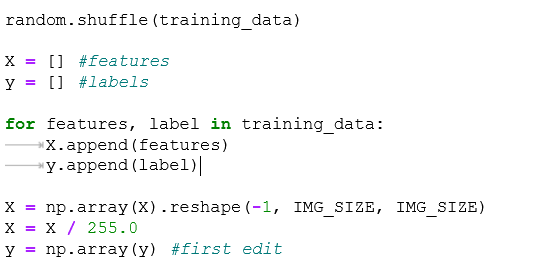 random.shuffle(training_data)
X = [] #features
y = [] #labels
for features, label in training_data:
X.append(features)
y.append(label)
X = np.array(X).reshape(-1, IMG_SIZE, IMG_SIZE)
X = X / 255.0
y = np.array(y) #first edit